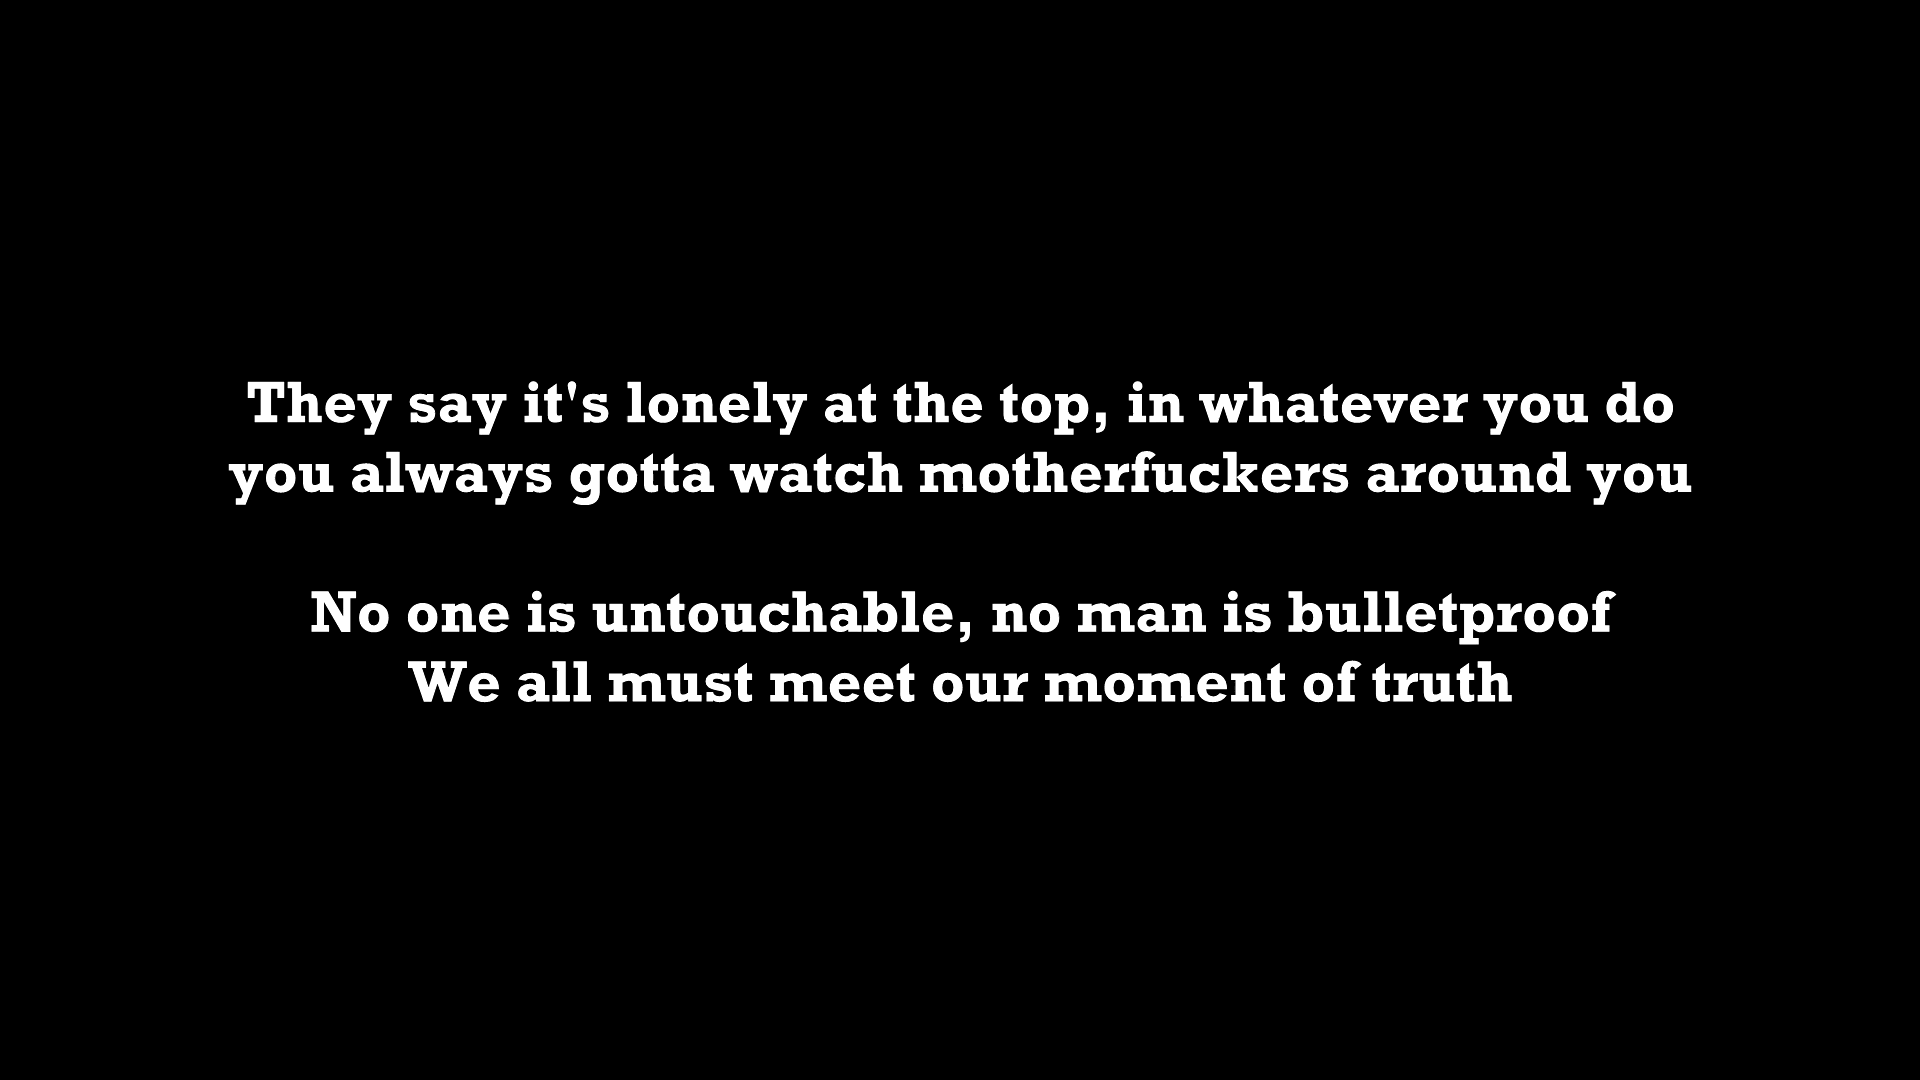 They say it's lonely at the top, in whatever you do
you always gotta watch motherfuckers around you
No one is untouchable, no man is bulletproof
We all must meet our moment of truth